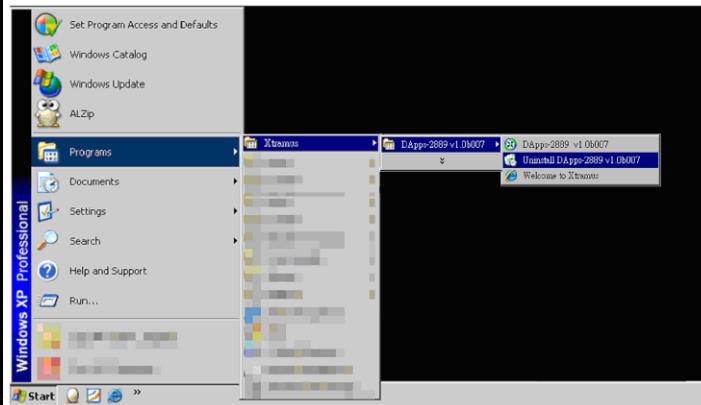 Set Program Access and Defaults
Windows Catalog
Windows Update
ALZip
Programs
Documents
Settings
Search
Help and Support
Run...
Windows XP Professional
Xtramus
DApps-2889 v1.0b007
DApps-2889 v1.0b007
Uninstall DApps-2889 v1.0b007
Welcome to Xtramus
Start